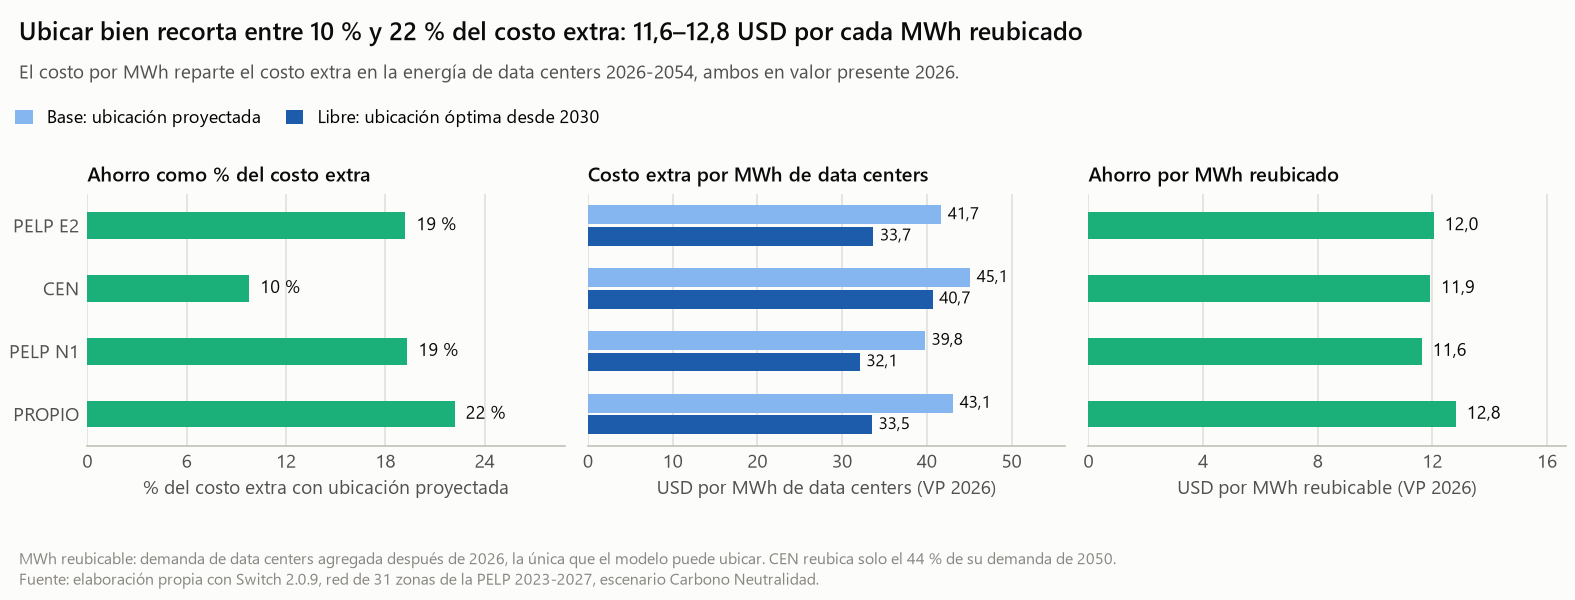 Ubicar bien recorta entre 10 % y 22 % del costo extra: 11,6–12,8 USD por cada MWh reubicado
El costo por MWh reparte el costo extra en la energía de data centers 2026-2054, ambos en valor presente 2026.
Base: ubicación proyectada
Libre: ubicación óptima desde 2030
Ahorro como % del costo extra
PELP E2
19 %
CEN
10 %
PELP N1
19 %
PROPIO
22 %
0 6 12 18 24
% del costo extra con ubicación proyectada
Costo extra por MWh de data centers
41,7
33,7
45,1
40,7
39,8
32,1
43,1
33,5
0 10 20 30 40 50
USD por MWh de data centers (VP 2026)
Ahorro por MWh reubicado
12,0
11,9
11,6
12,8
0 4 8 12 16
USD por MWh reubicable (VP 2026)
MWh reubicable: demanda de data centers agregada después de 2026, la única que el modelo puede ubicar. CEN reubica solo el 44 % de su demanda de 2050.
Fuente: elaboración propia con Switch 2.0.9, red de 31 zonas de la PELP 2023-2027, escenario Carbono Neutralidad.